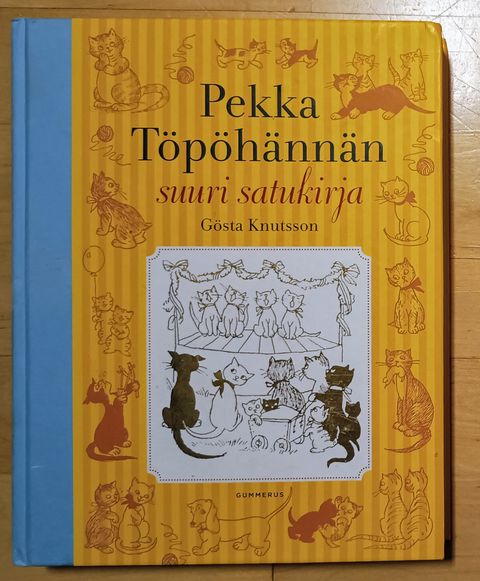 Pekka
Töpöhännän
suuri satukirja
Gösta Knutsson
GUMMERUS